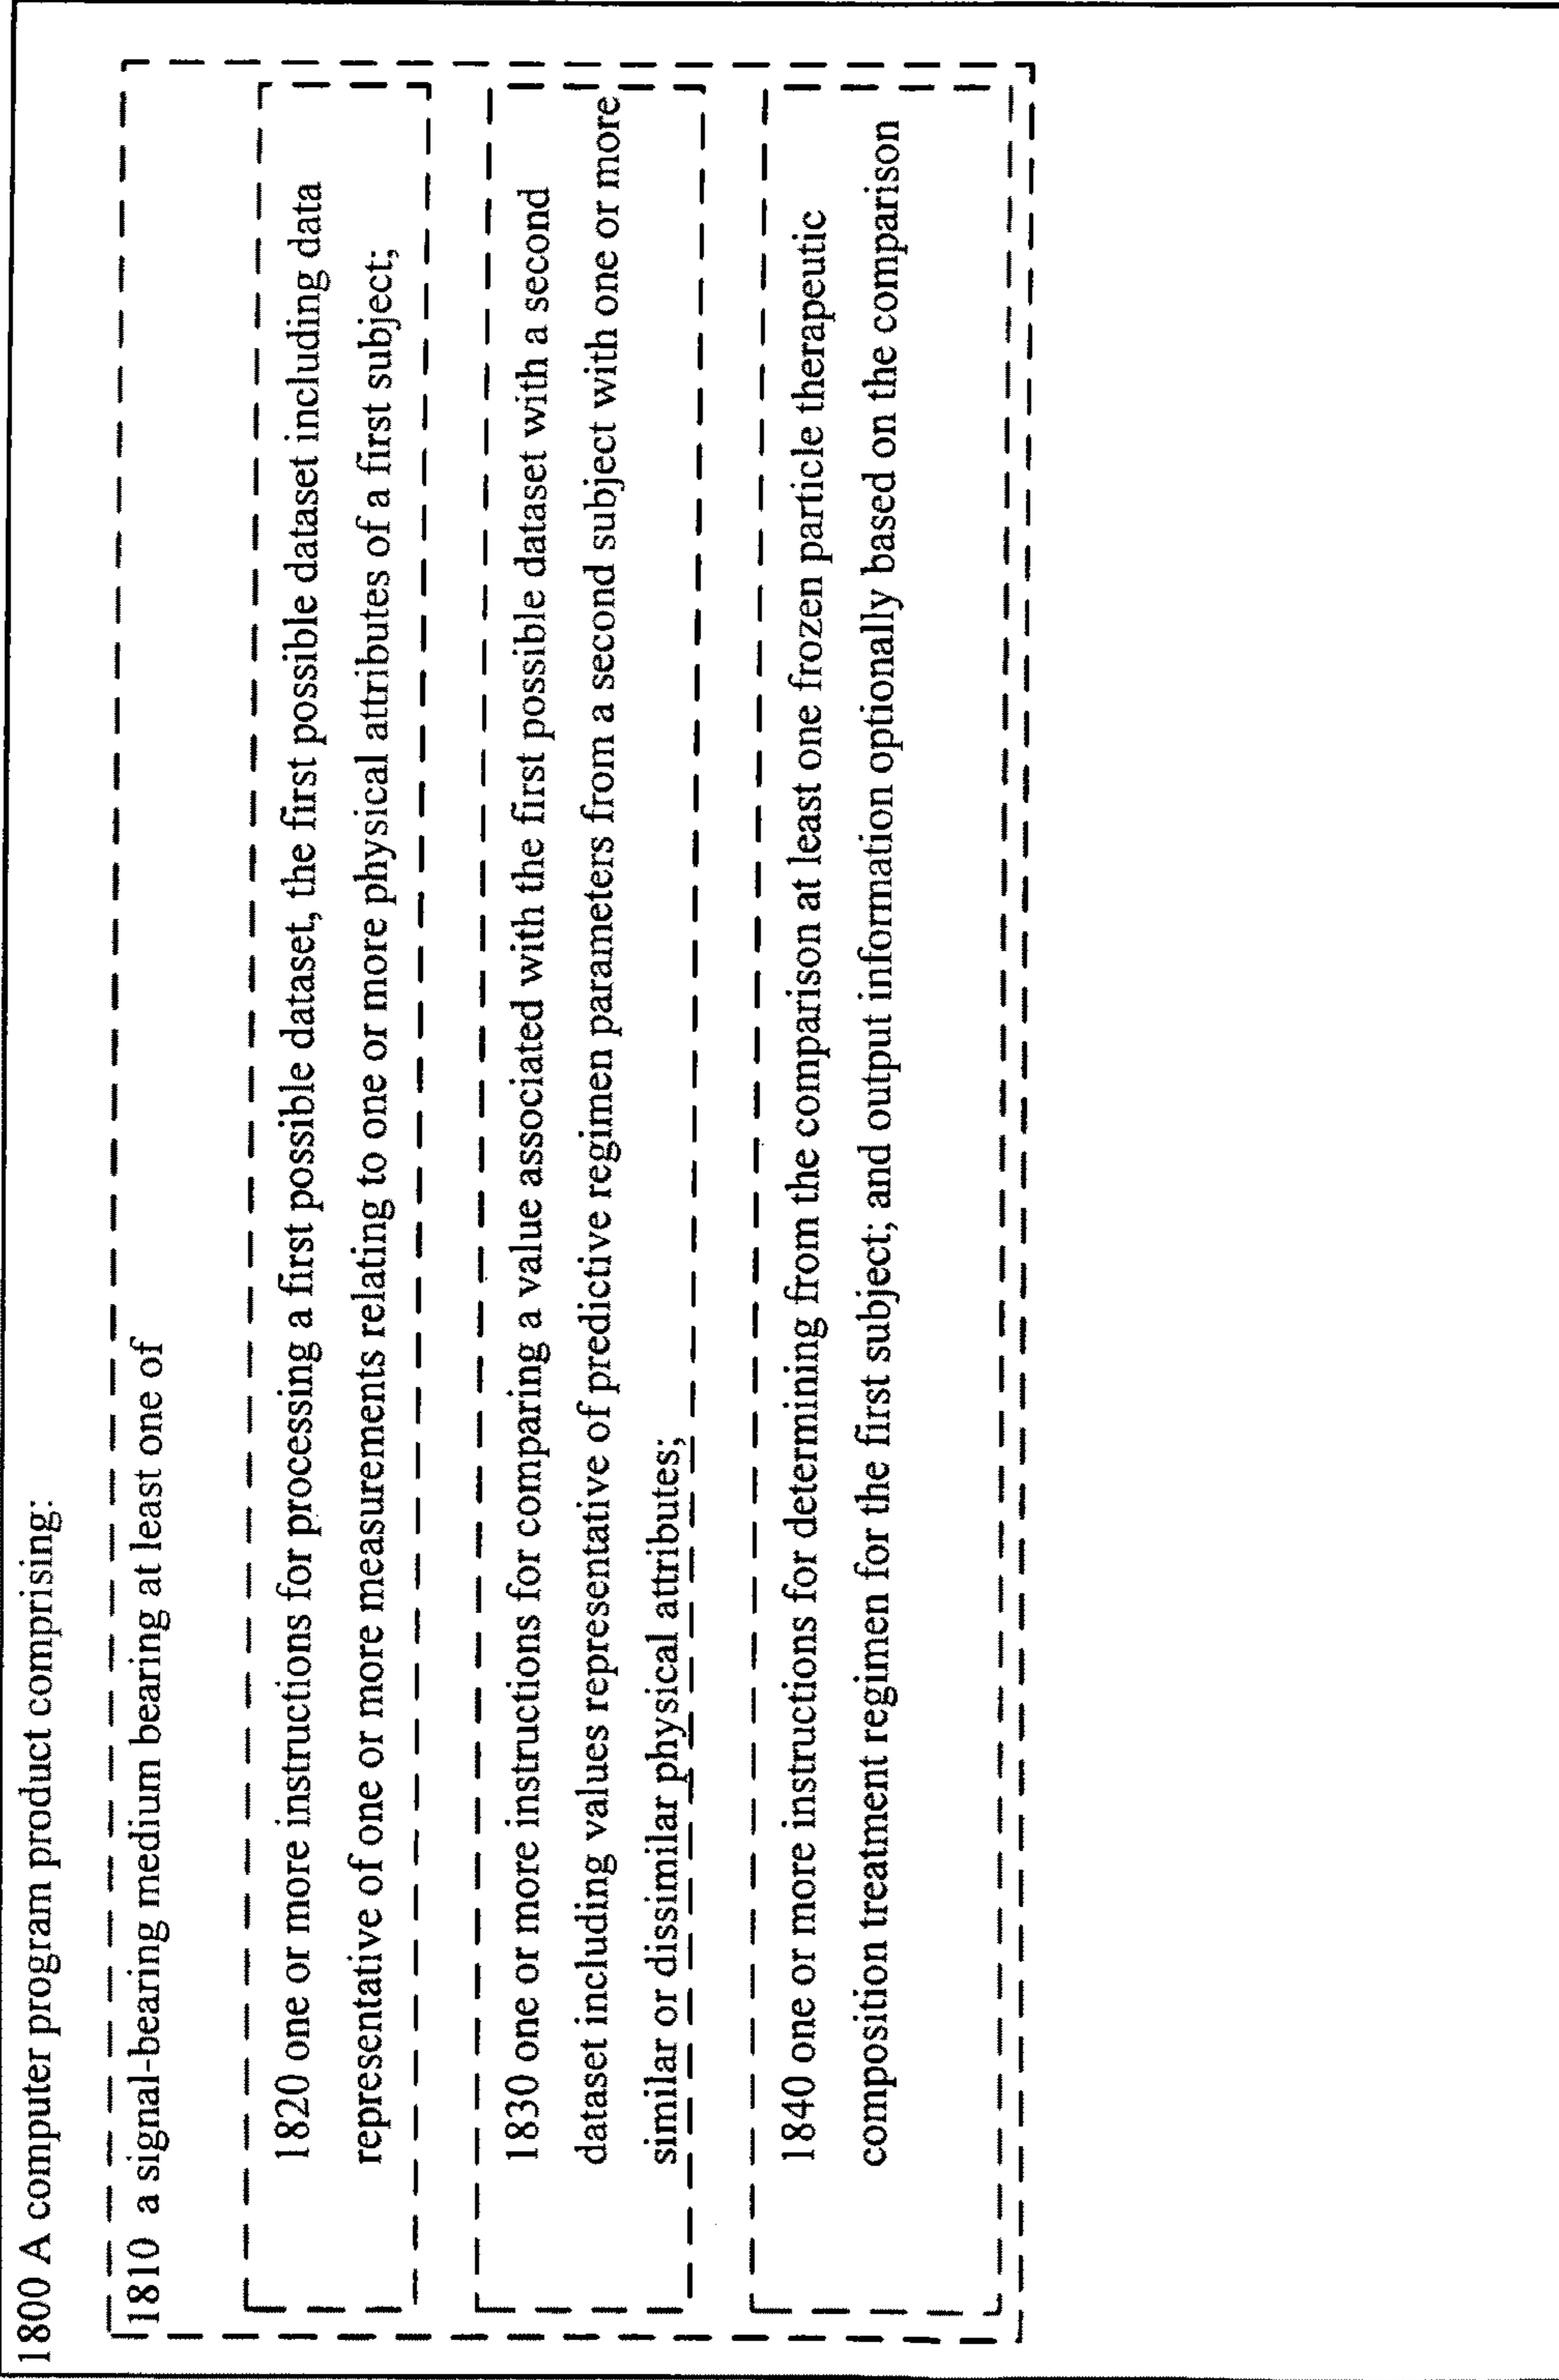 1800 A computer program product comprising:
1810 a signal-bearing medium bearing at least one of
1820 one or more instructions for processing a first possible dataset, the first possible dataset including data
representative of one or more measurements relating to one or more physical attributes of a first subject;
1830 one or more instructions for comparing a value associated with the first possible dataset with a second
dataset including values representative of predictive regimen parameters from a second subject with one or more
similar or dissimilar physical attributes;
1840 one or more instructions for determining from the comparison at least one frozen particle therapeutic
composition treatment regimen for the first subject; and output information optionally based on the comparison